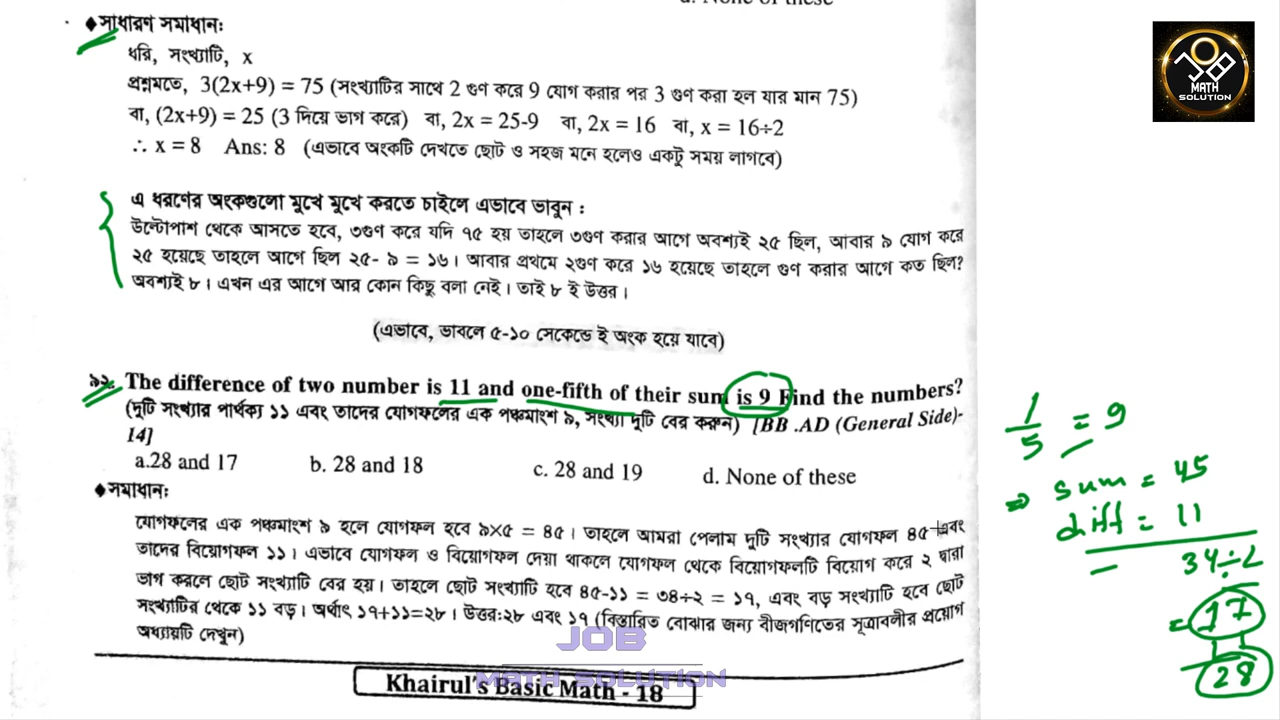 d. None of these
♦সাধারণ সমাধান:
ধরি, সংখ্যাটি, x
প্রশ্নমতে, 3(2x+9) = 75 (সংখ্যাটির সাথে 2 গুণ করে 9 যোগ করার পর 3 গুণ করা হল যার মান 75)
বা, (2x+9) = 25 (3 দিয়ে ভাগ করে) বা, 2x = 25-9 বা, 2x = 16 বা, x = 16÷2
∴ x = 8 Ans: 8 (এভাবে অংকটি দেখতে ছোট ও সহজ মনে হলেও একটু সময় লাগবে)
এ ধরণের অংকগুলো মুখে মুখে করতে চাইলে এভাবে ভাবুন :
উল্টোপাশ থেকে আসতে হবে, ৩গুণ করে যদি ৭৫ হয় তাহলে ৩গুণ করার আগে অবশ্যই ২৫ ছিল, আবার ৯ যোগ করে
২৫ হয়েছে তাহলে আগে ছিল ২৫- ৯ = ১৬। আবার প্রথমে ২গুণ করে ১৬ হয়েছে তাহলে গুণ করার আগে কত ছিল?
অবশ্যই ৮। এখন এর আগে আর কোন কিছু বলা নেই। তাই ৮ ই উত্তর।
(এভাবে, ভাবলে ৫-১০ সেকেন্ডে ই অংক হয়ে যাবে)
৯২. The difference of two number is 11 and one-fifth of their sum is 9 Find the numbers?
(দুটি সংখ্যার পার্থক্য ১১ এবং তাদের যোগফলের এক পঞ্চমাংশ ৯, সংখ্যা দুটি বের করুন) [BB .AD (General Side)-
14]
a.28 and 17 b. 28 and 18 c. 28 and 19 d. None of these
♦সমাধান:
যোগফলের এক পঞ্চমাংশ ৯ হলে যোগফল হবে ৯×৫ = ৪৫। তাহলে আমরা পেলাম দুটি সংখ্যার যোগফল ৪৫ এবং
তাদের বিয়োগফল ১১। এভাবে যোগফল ও বিয়োগফল দেয়া থাকলে যোগফল থেকে বিয়োগফলটি বিয়োগ করে ২ দ্বারা
ভাগ করলে ছোট সংখ্যাটি বের হয়। তাহলে ছোট সংখ্যাটি হবে ৪৫-১১ = ৩৪÷২ = ১৭, এবং বড় সংখ্যাটি হবে ছোট
সংখ্যাটির থেকে ১১ বড়। অর্থাৎ ১৭+১১=২৮। উত্তর:২৮ এবং ১৭ (বিস্তারিত বোঝার জন্য বীজগণিতের সূত্রাবলীর প্রয়োগ
অধ্যায়টি দেখুন)
JOB
MATH SOLUTION
Khairul's Basic Math - 18
JOB
MATH
SOLUTION
1/5 = 9
⇒ sum = 45
diff = 11
34÷2
= 17
28